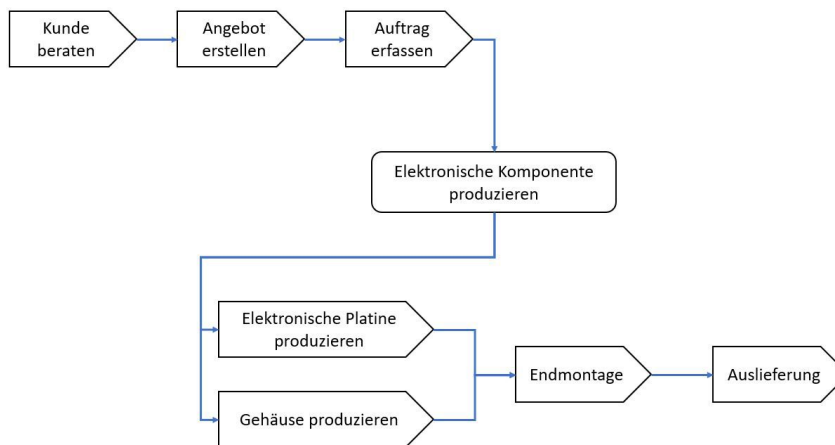 Kunde
beraten
Angebot
erstellen
Auftrag
erfassen
Elektronische Komponente
produzieren
Elektronische Platine
produzieren
Gehäuse produzieren
Endmontage
Auslieferung